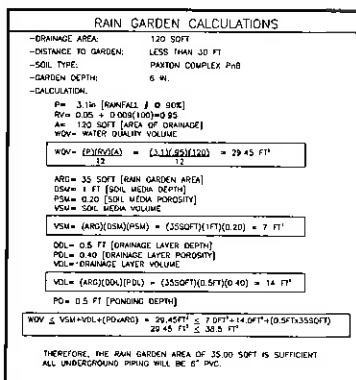 RAIN GARDEN CALCULATIONS
-DRAINAGE AREA: 120 SQFT
-DISTANCE TO GARDEN: LESS THAN 30 FT
-SOIL TYPE: PAXTON COMPLEX PnB
-GARDEN DEPTH: 6 IN.
-CALCULATION.
P= 3.1in [RAINFALL @ 90%]
RV= 0.05 + 0.009(100)=0.95
A= 120 SQFT [AREA OF DRAINAGE]
WQV- WATER QUALITY VOLUME
WQV- (P)(RV)(A) = (3.1)(.95)(120) = 29.45 FT³
12 12
ARG= 35 SQFT [RAIN GARDEN AREA]
DSM= 1 FT [SOIL MEDIA DEPTH]
PSM= 0.20 [SOIL MEDIA POROSITY]
VSM= SOIL MEDIA VOLUME
VSM= (ARG)(DSM)(PSM) = (35SQFT)(1FT)(0.20) = 7 FT³
DDL- 0.5 FT [DRAINAGE LAYER DEPTH]
PDL= 0.40 [DRAINAGE LAYER POROSITY]
VDL= DRAINAGE LAYER VOLUME
VDL= (ARG)(DDL)(PDL) = (35SQFT)(0.5FT)(0.40) = 14 FT³
PD= 0.5 FT [PONDING DEPTH]
WQV ≤ VSM+VDL+(PDxARG) = 29.45FT³ ≤ 7.0FT³+14.0FT³+(0.5FTx35SQFT)
29.45 FT³ ≤ 38.5 FT³
THEREFORE, THE RAIN GARDEN AREA OF 35.00 SQFT IS SUFFICIENT
ALL UNDERGROUND PIPING WILL BE 6" PVC.